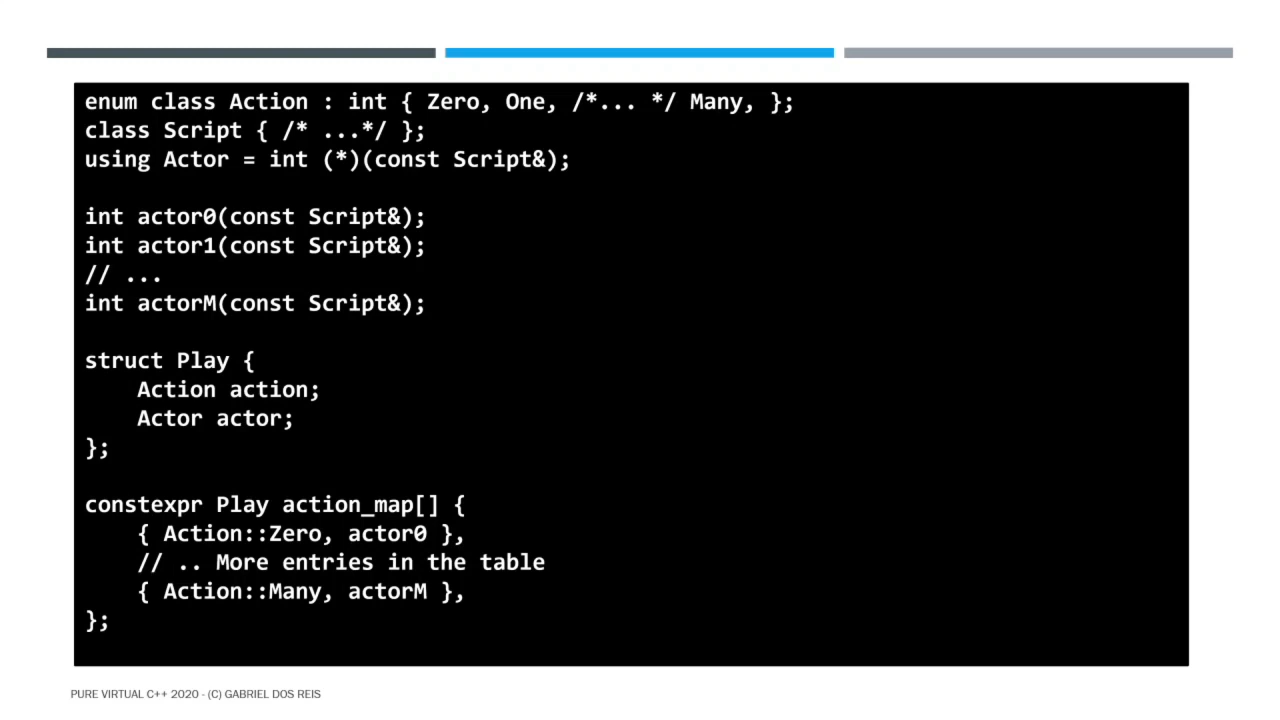 enum class Action : int { Zero, One, /*... */ Many, };
class Script { /* ...*/ };
using Actor = int (*)(const Script&);
int actor0(const Script&);
int actor1(const Script&);
// ...
int actorM(const Script&);
struct Play {
    Action action;
    Actor actor;
};
constexpr Play action_map[] {
    { Action::Zero, actor0 },
    // .. More entries in the table
    { Action::Many, actorM },
};
PURE VIRTUAL C++ 2020 - (C) GABRIEL DOS REIS